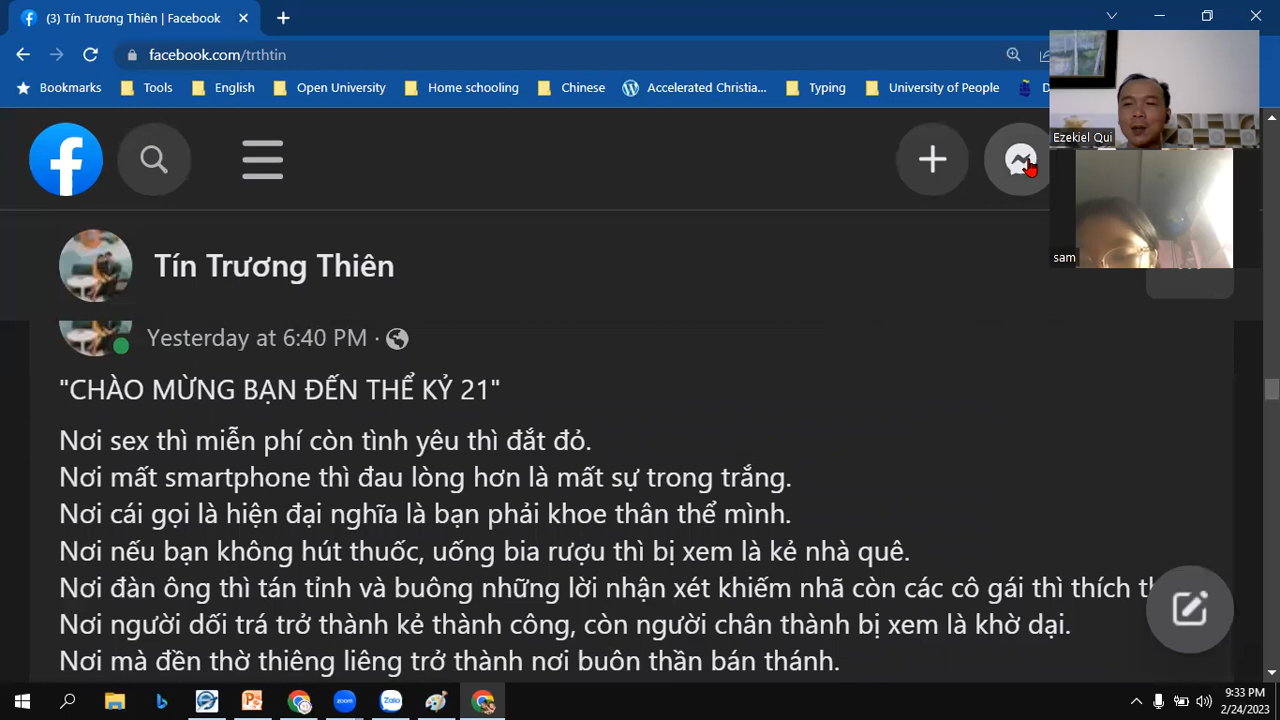 (3) Tín Trương Thiên | Facebook
facebook.com/trthtin
Bookmarks Tools English Open University Home schooling Chinese Accelerated Christia... Typing University of People
Ezekiel Qui
sam
Tín Trương Thiên
Yesterday at 6:40 PM ·
"CHÀO MỪNG BẠN ĐẾN THỂ KỶ 21"
Nơi sex thì miễn phí còn tình yêu thì đắt đỏ.
Nơi mất smartphone thì đau lòng hơn là mất sự trong trắng.
Nơi cái gọi là hiện đại nghĩa là bạn phải khoe thân thể mình.
Nơi nếu bạn không hút thuốc, uống bia rượu thì bị xem là kẻ nhà quê.
Nơi đàn ông thì tán tỉnh và buông những lời nhận xét khiếm nhã còn các cô gái thì thích
Nơi người dối trá trở thành kẻ thành công, còn người chân thành bị xem là khờ dại.
Nơi mà đền thờ thiêng liêng trở thành nơi buôn thần bán thánh.
zoom
Zalo
9:33 PM
2/24/2023